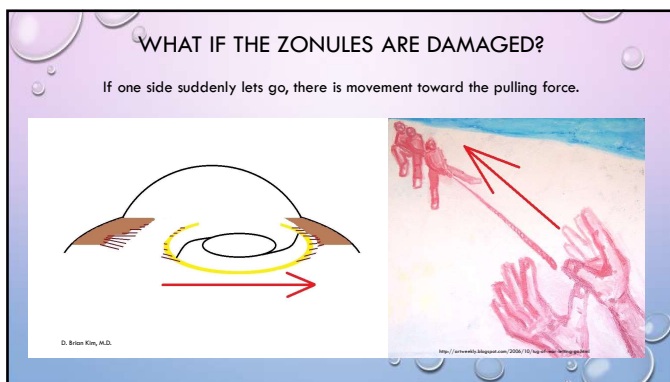 WHAT IF THE ZONULES ARE DAMAGED?
If one side suddenly lets go, there is movement toward the pulling force.
D. Brian Kim, M.D.